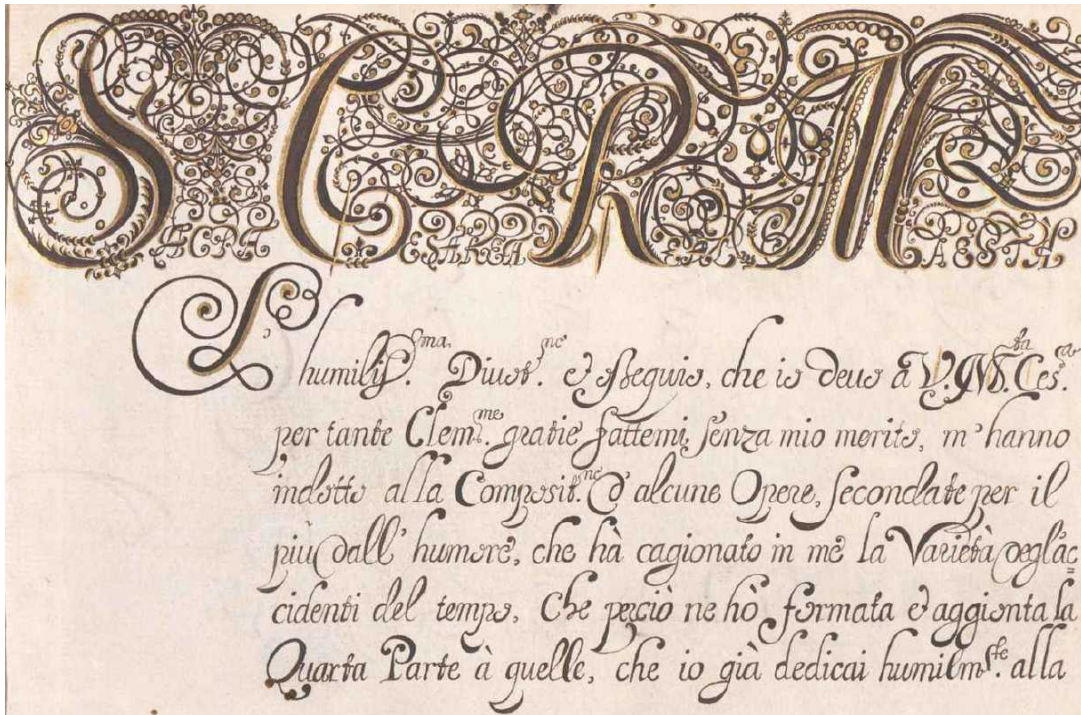 SACRA CESAREA REAL MAESTA
L'humiliss.ma Diuot.ne e osseguio, che io deuo à V. M.ta Ces.a
per tante Clem.me gratie fattemi, senza mio merito, m'hanno
indotto alla Composit.ne d'alcune Opere, secondate per il
piu dall'humore, che hà cagionato in me la Varietà degl'ac=
cidenti del tempo. Che perciò ne hò formata e aggionta la
Quarta Parte à quelle, che io già dedicai humilm.te alla